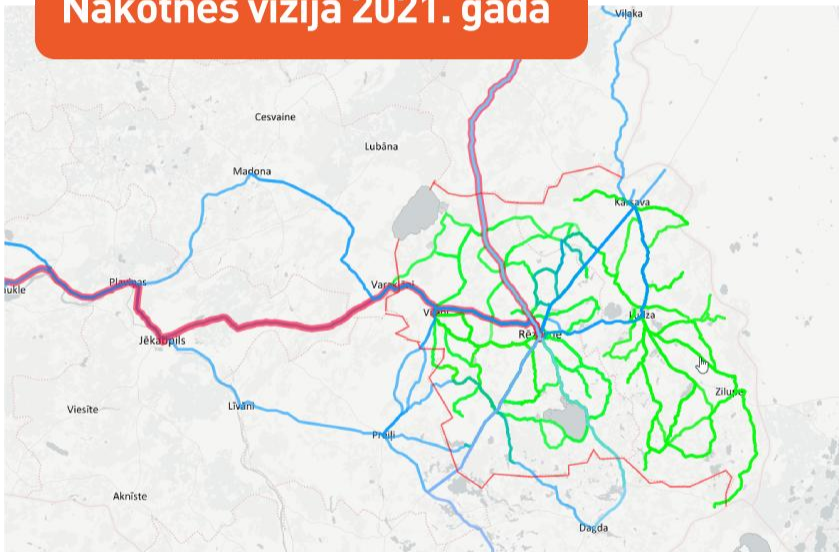 Nākotnes vīzija 2021. gadā
Viļaka
Cesvaine
Lubāna
Madona
Kārsava
Pļaviņas
Varakļāni
Viļāni
Ludza
Rēzekne
Jēkabpils
Zilupe
Viesīte
Līvāni
Preiļi
Aknīste
Dagda